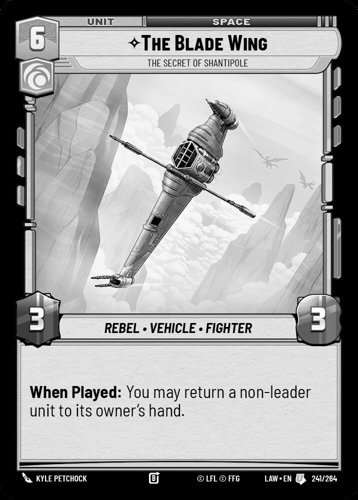 UNIT
SPACE
6
✧THE BLADE WING
THE SECRET OF SHANTIPOLE
3
3
REBEL • VEHICLE • FIGHTER
When Played: You may return a non-leader
unit to its owner's hand.
KYLE PETCHOCK
© LFL © FFG
LAW • EN
241/264